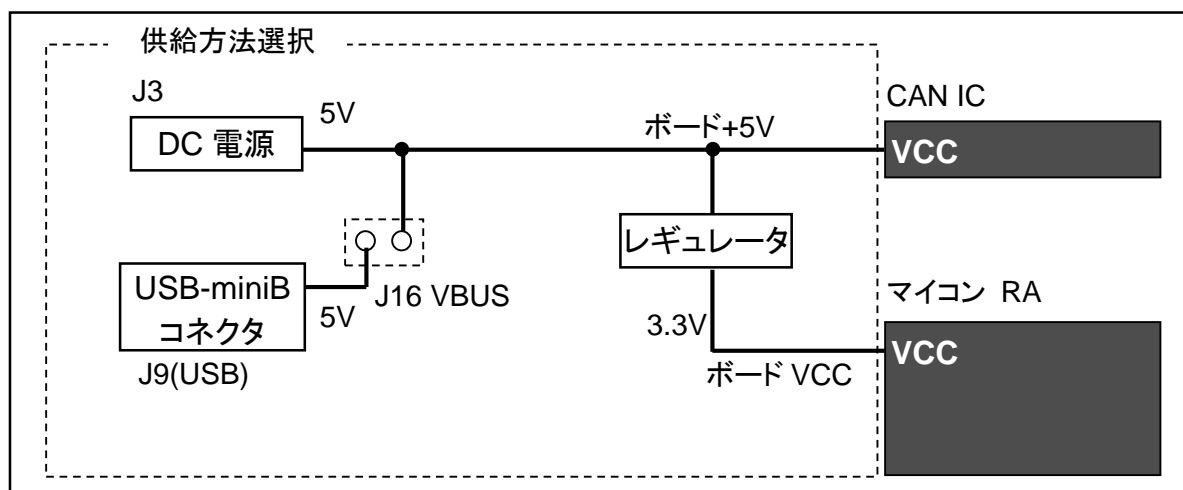 供給方法選択
J3
DC 電源
5V
ボード+5V
CAN IC
VCC
レギュレータ
USB-miniB
コネクタ
5V
J16 VBUS
J9(USB)
3.3V
ボード VCC
マイコン RA
VCC